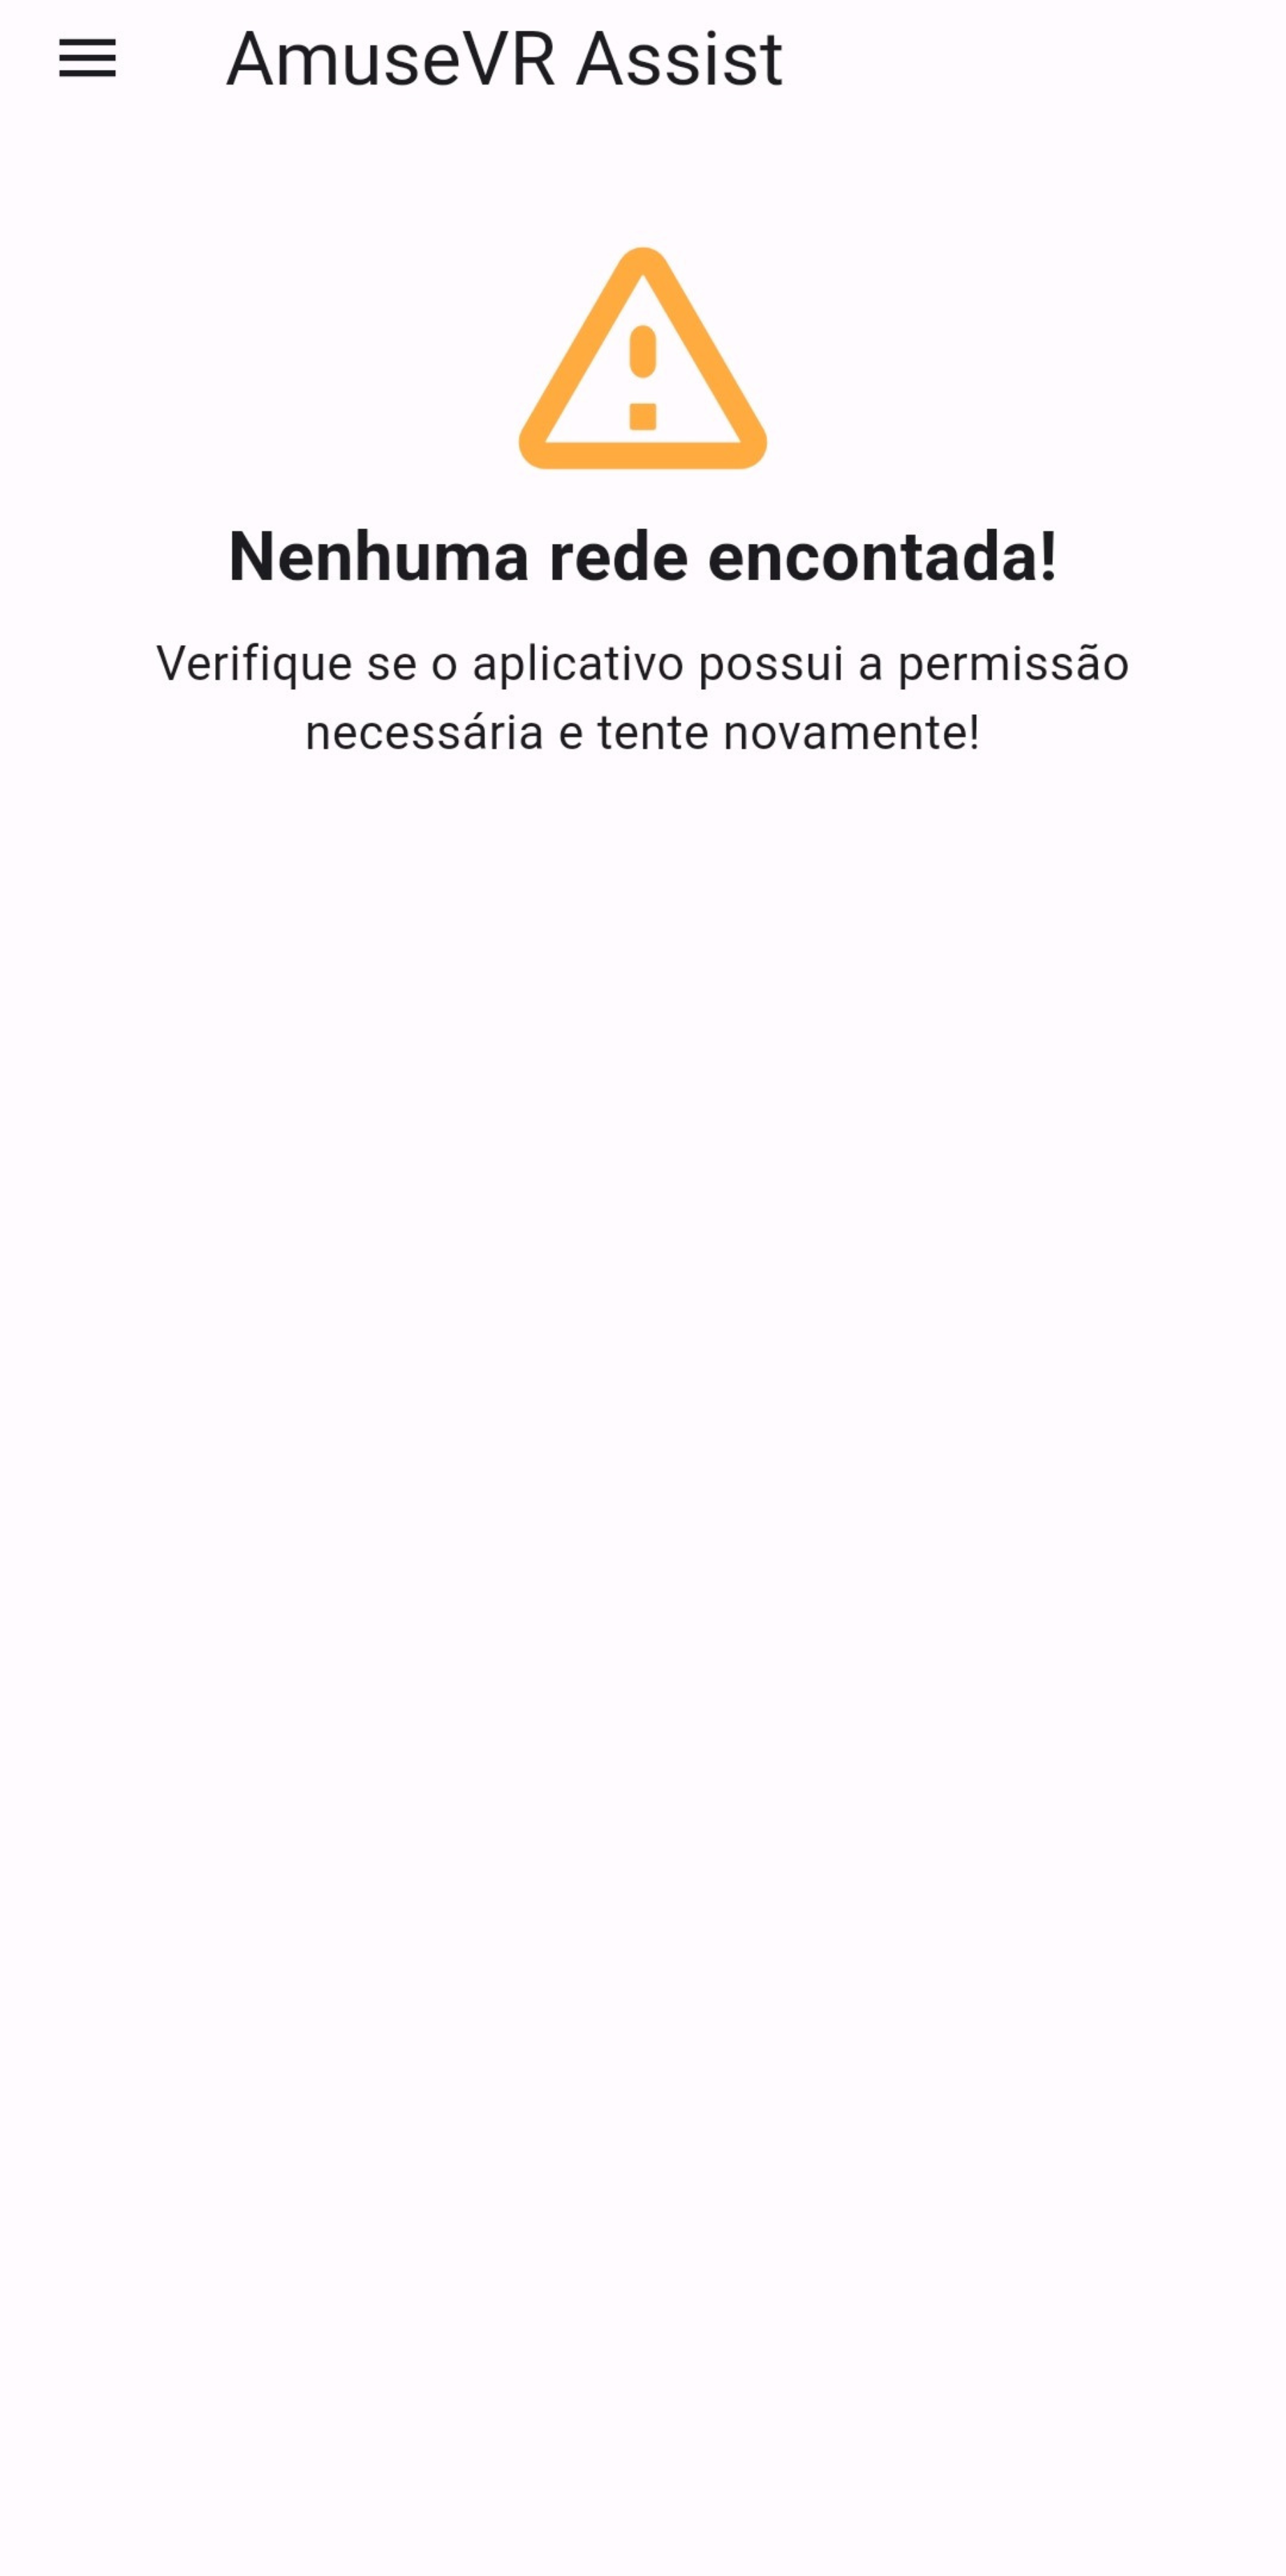 AmuseVR Assist
Nenhuma rede encontada!
Verifique se o aplicativo possui a permissão
necessária e tente novamente!